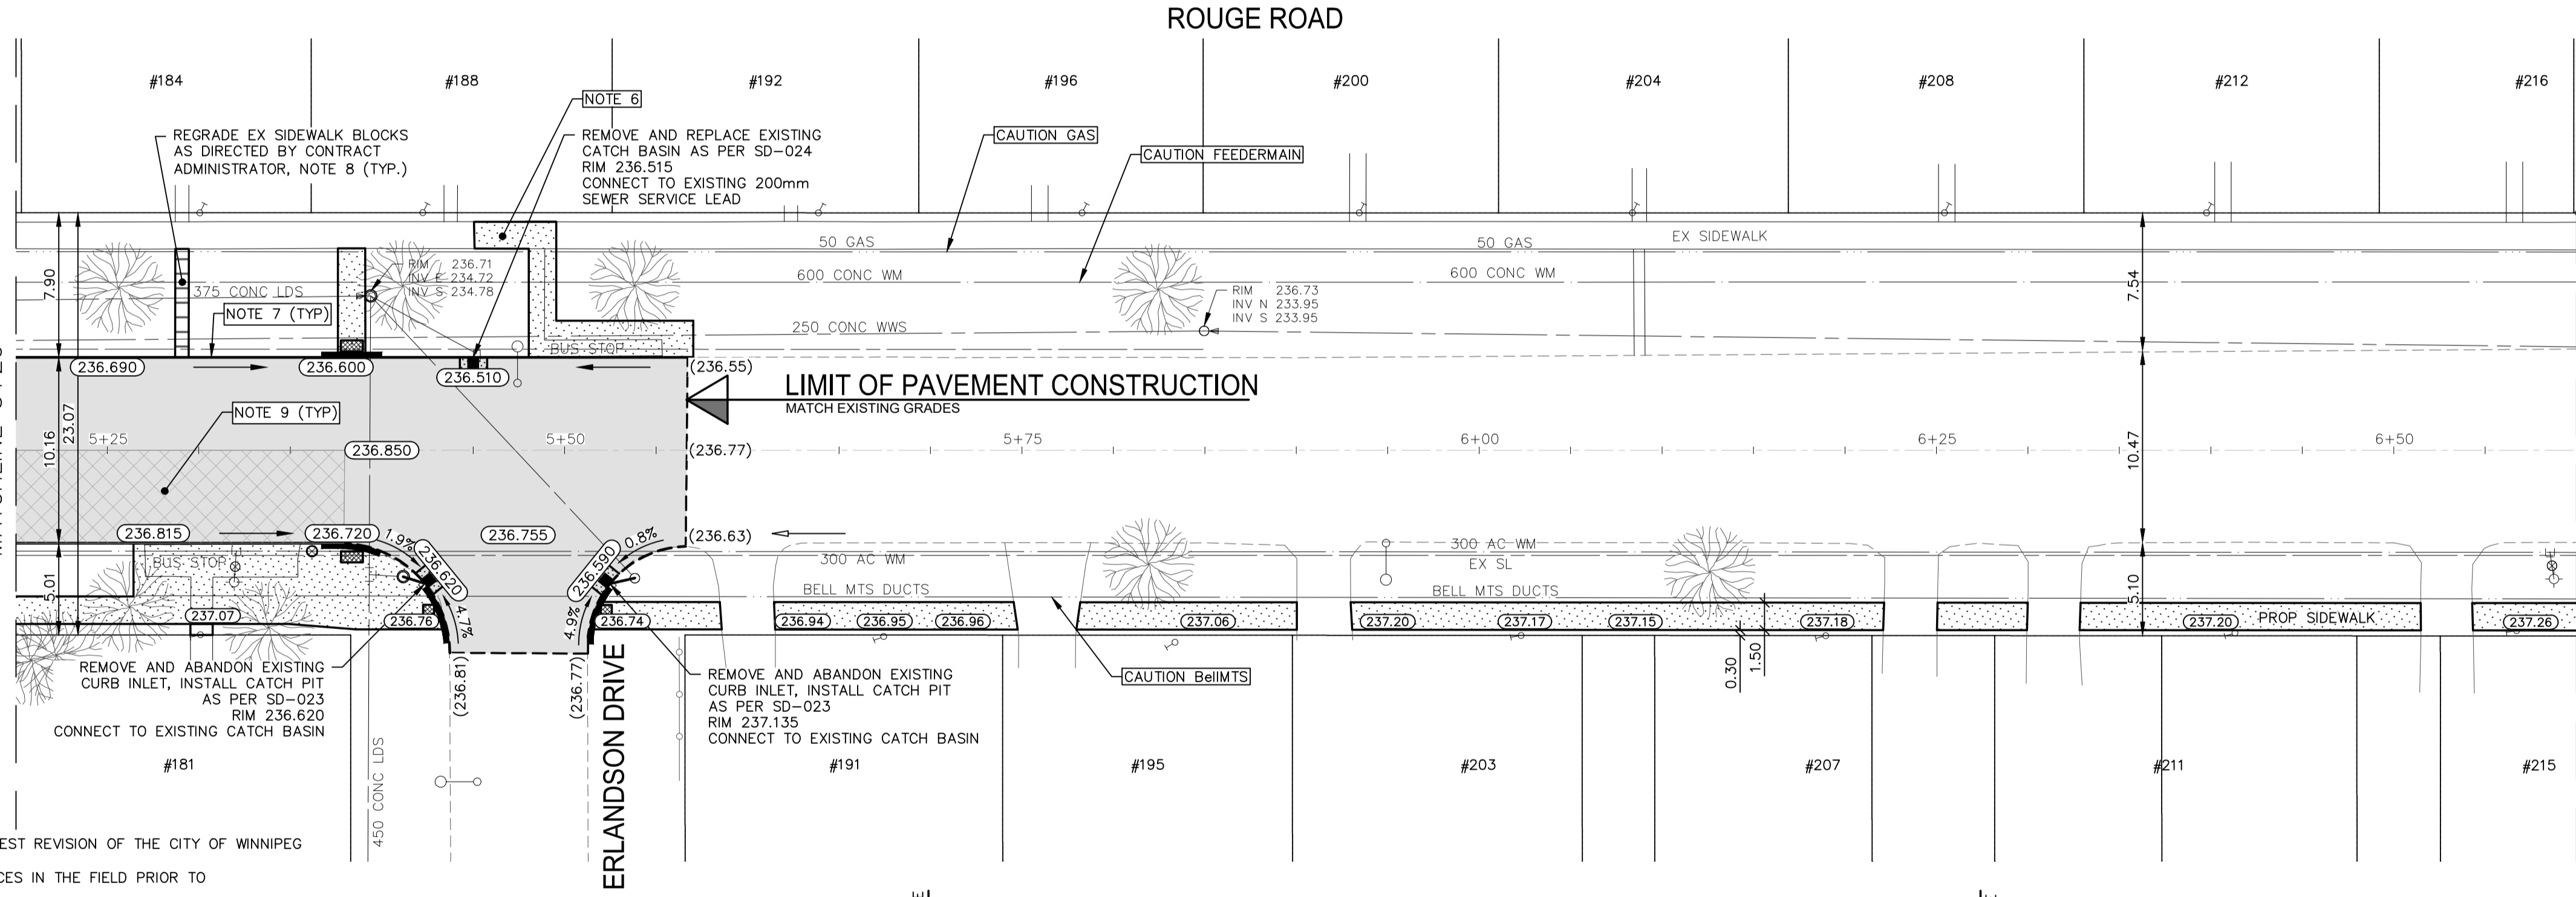 ROUGE ROAD
#184
#188
#192
#196
#200
#204
#208
#212
#216
NOTE 6
REGRADE EX SIDEWALK BLOCKS
AS DIRECTED BY CONTRACT
ADMINISTRATOR, NOTE 8 (TYP.)
REMOVE AND REPLACE EXISTING
CATCH BASIN AS PER SD-024
RIM 236.515
CONNECT TO EXISTING 200mm
SEWER SERVICE LEAD
CAUTION GAS
CAUTION FEEDERMAIN
50 GAS
50 GAS
EX SIDEWALK
600 CONC WM
600 CONC WM
RIM 236.71
INV E 234.72
INV S 234.78
375 CONC LDS
NOTE 7 (TYP)
RIM 236.73
INV N 233.95
INV S 233.95
250 CONC WWS
BUS STOP
7.90
7.54
236.690
236.600
236.510
(236.55)
LIMIT OF PAVEMENT CONSTRUCTION
MATCH EXISTING GRADES
NOTE 9 (TYP)
10.16
23.07
10.47
5+25
5+50
5+75
6+00
6+25
6+50
236.850
(236.77)
236.815
236.720
1.9%
236.755
0.8%
(236.63)
236.620
236.590
4.7%
4.9%
300 AC WM
300 AC WM
EX SL
BUS STOP
BELL MTS DUCTS
BELL MTS DUCTS
5.01
5.10
237.07
236.76
236.74
236.94
236.95
236.96
237.06
237.20
237.17
237.15
237.18
237.20
PROP SIDEWALK
237.26
0.30
1.50
REMOVE AND ABANDON EXISTING
CURB INLET, INSTALL CATCH PIT
AS PER SD-023
RIM 236.620
CONNECT TO EXISTING CATCH BASIN
(236.81)
(236.77)
ERLANDSON DRIVE
REMOVE AND ABANDON EXISTING
CURB INLET, INSTALL CATCH PIT
AS PER SD-023
RIM 237.135
CONNECT TO EXISTING CATCH BASIN
CAUTION BellMTS
450 CONC LDS
#181
#191
#195
#203
#207
#211
#215
EST REVISION OF THE CITY OF WINNIPEG
CES IN THE FIELD PRIOR TO